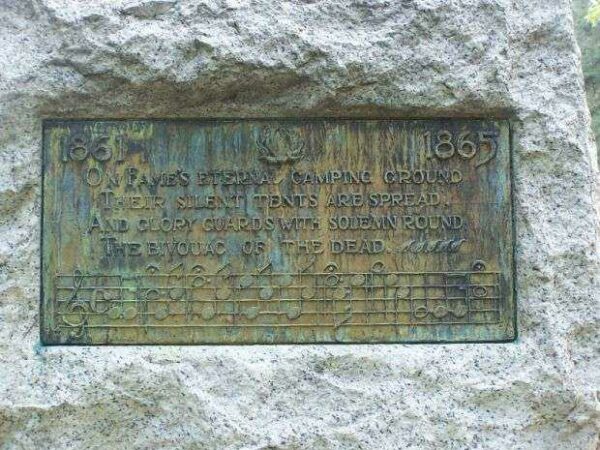 1861 1865
ON FAME'S ETERNAL CAMPING GROUND
THEIR SILENT TENTS ARE SPREAD,
AND GLORY GUARDS WITH SOLEMN ROUND
THE BIVOUAC OF THE DEAD.